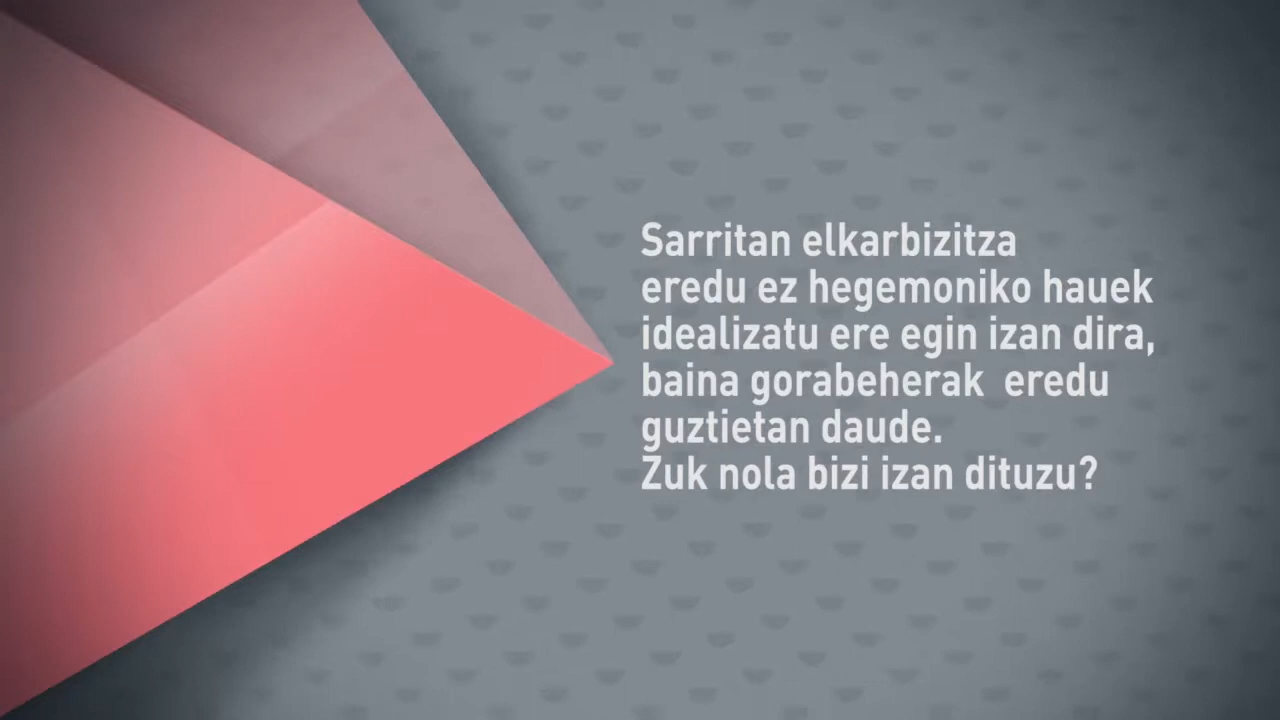 Sarritan elkarbizitza
eredu ez hegemoniko hauek
idealizatu ere egin izan dira,
baina gorabeherak  eredu
guztietan daude.
Zuk nola bizi izan dituzu?